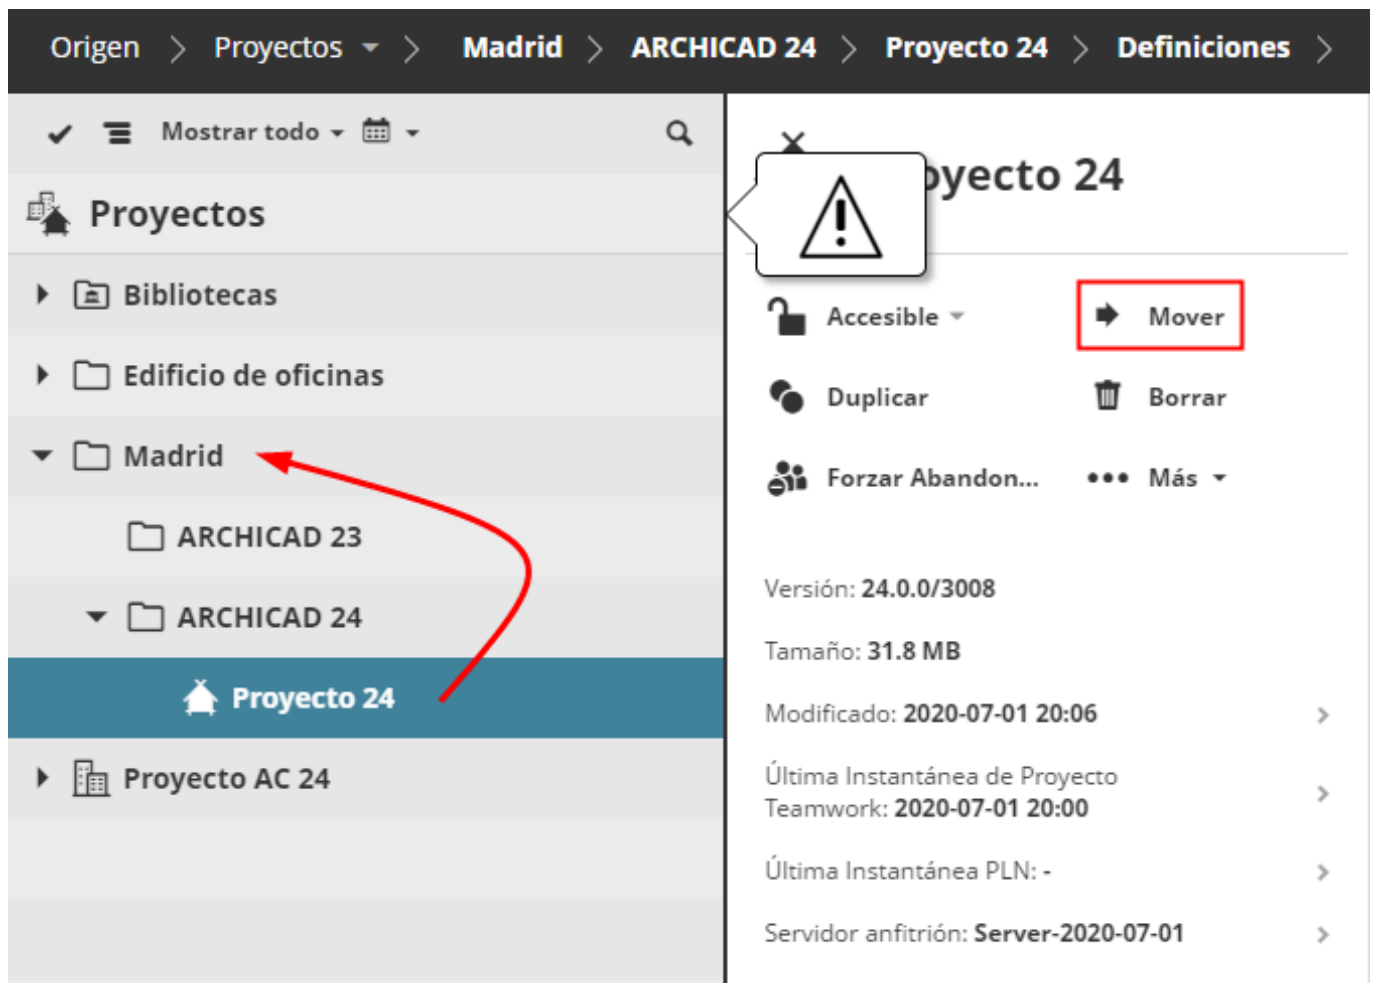 Origen > Proyectos > Madrid > ARCHICAD 24 > Proyecto 24 > Definiciones >
Mostrar todo
Proyectos
Bibliotecas
Edificio de oficinas
Madrid
ARCHICAD 23
ARCHICAD 24
Proyecto 24
Proyecto AC 24
oyecto 24
Accesible
Mover
Duplicar
Borrar
Forzar Abandon...
Más
Versión: 24.0.0/3008
Tamaño: 31.8 MB
Modificado: 2020-07-01 20:06
Última Instantánea de Proyecto
Teamwork: 2020-07-01 20:00
Última Instantánea PLN: -
Servidor anfitrión: Server-2020-07-01